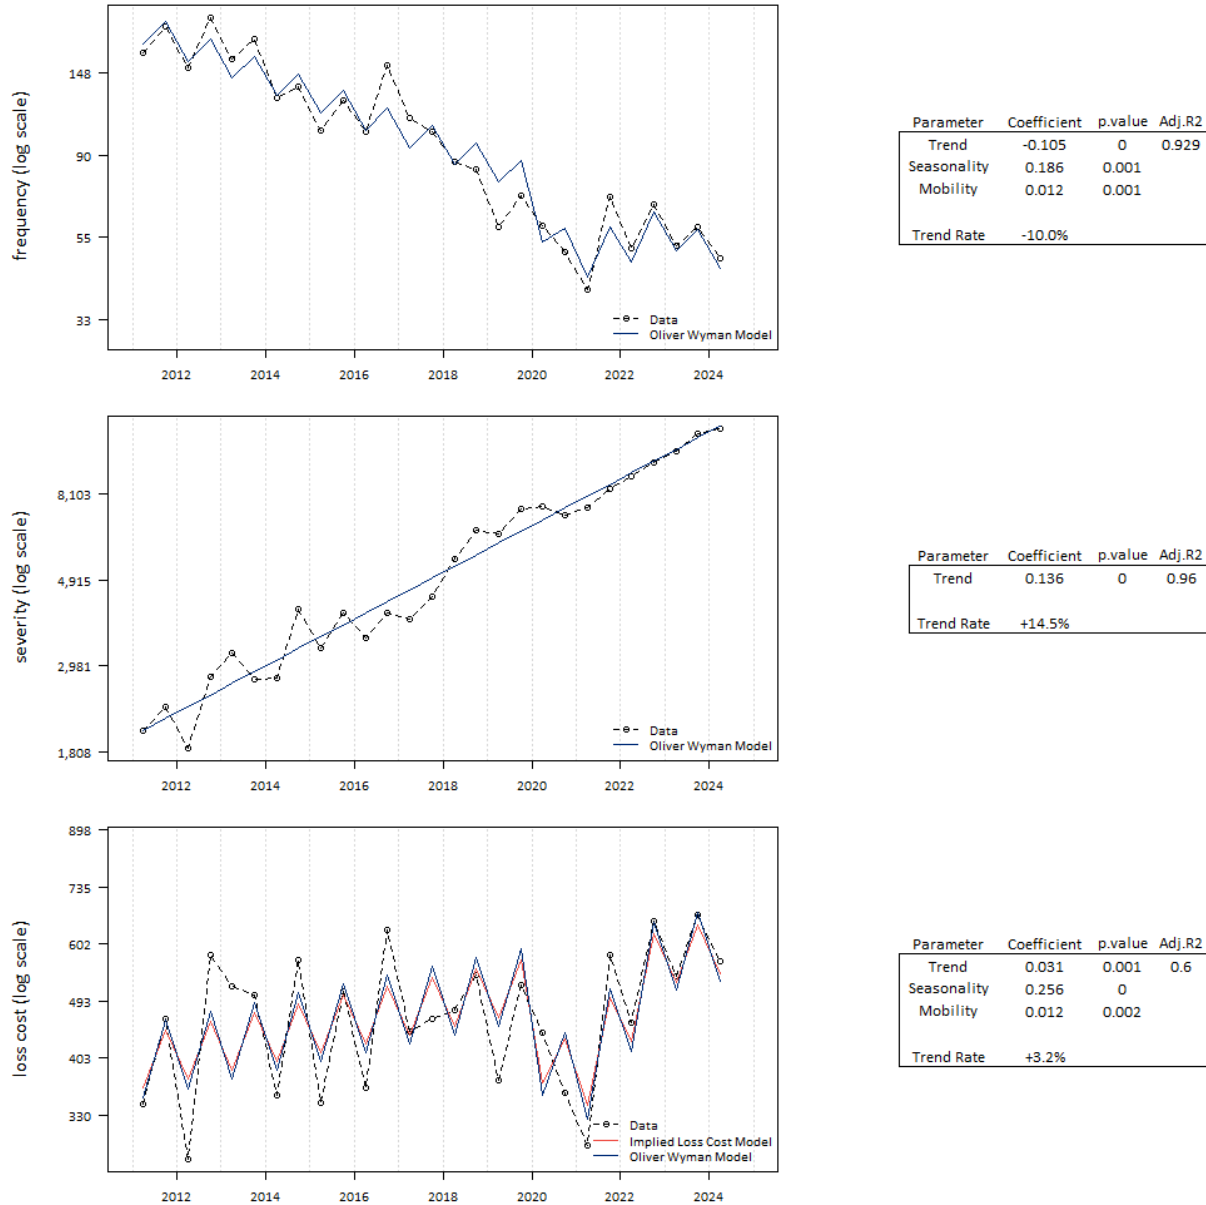 frequency (log scale)
148
90
55
33
Data
Oliver Wyman Model
2012 2014 2016 2018 2020 2022 2024
Parameter Coefficient p.value Adj.R2
Trend -0.105 0 0.929
Seasonality 0.186 0.001
Mobility 0.012 0.001
Trend Rate -10.0%
severity (log scale)
8,103
4,915
2,981
1,808
Data
Oliver Wyman Model
2012 2014 2016 2018 2020 2022 2024
Parameter Coefficient p.value Adj.R2
Trend 0.136 0 0.96
Trend Rate +14.5%
loss cost (log scale)
898
735
602
493
403
330
Data
Implied Loss Cost Model
Oliver Wyman Model
2012 2014 2016 2018 2020 2022 2024
Parameter Coefficient p.value Adj.R2
Trend 0.031 0.001 0.6
Seasonality 0.256 0
Mobility 0.012 0.002
Trend Rate +3.2%